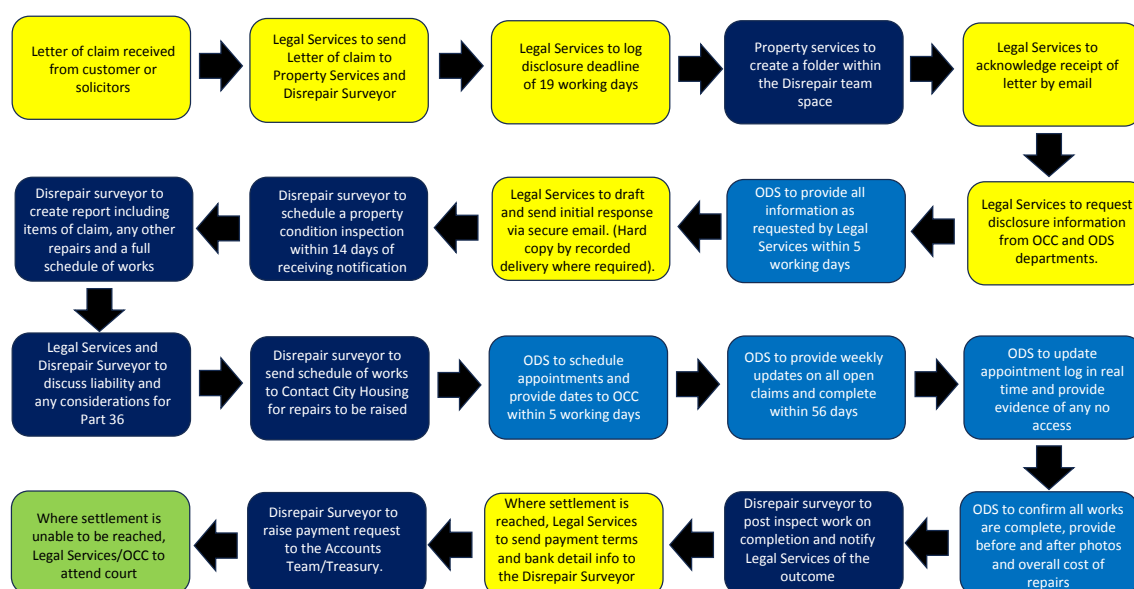 Letter of claim received
from customer or
solicitors
Legal Services to send
Letter of claim to
Property Services and
Disrepair Surveyor
Legal Services to log
disclosure deadline
of 19 working days
Property services to
create a folder within
the Disrepair team
space
Legal Services to
acknowledge receipt of
letter by email
Legal Services to request
disclosure information
from OCC and ODS
departments.
ODS to provide all
information as
requested by Legal
Services within 5
working days
Legal Services to draft
and send initial response
via secure email. (Hard
copy by recorded
delivery where required).
Disrepair surveyor to
schedule a property
condition inspection
within 14 days of
receiving notification
Disrepair surveyor to
create report including
items of claim, any other
repairs and a full
schedule of works
Legal Services and
Disrepair Surveyor to
discuss liability and
any considerations for
Part 36
Disrepair surveyor to
send schedule of works
to Contact City Housing
for repairs to be raised
ODS to schedule
appointments and
provide dates to OCC
within 5 working days
ODS to provide weekly
updates on all open
claims and complete
within 56 days
ODS to update
appointment log in real
time and provide
evidence of any no
access
ODS to confirm all works
are complete, provide
before and after photos
and overall cost of
repairs
Disrepair surveyor to
post inspect work on
completion and notify
Legal Services of the
outcome
Where settlement is
reached, Legal Services
to send payment terms
and bank detail info to
the Disrepair Surveyor
Disrepair Surveyor to
raise payment request
to the Accounts
Team/Treasury.
Where settlement is
unable to be reached,
Legal Services/OCC to
attend court